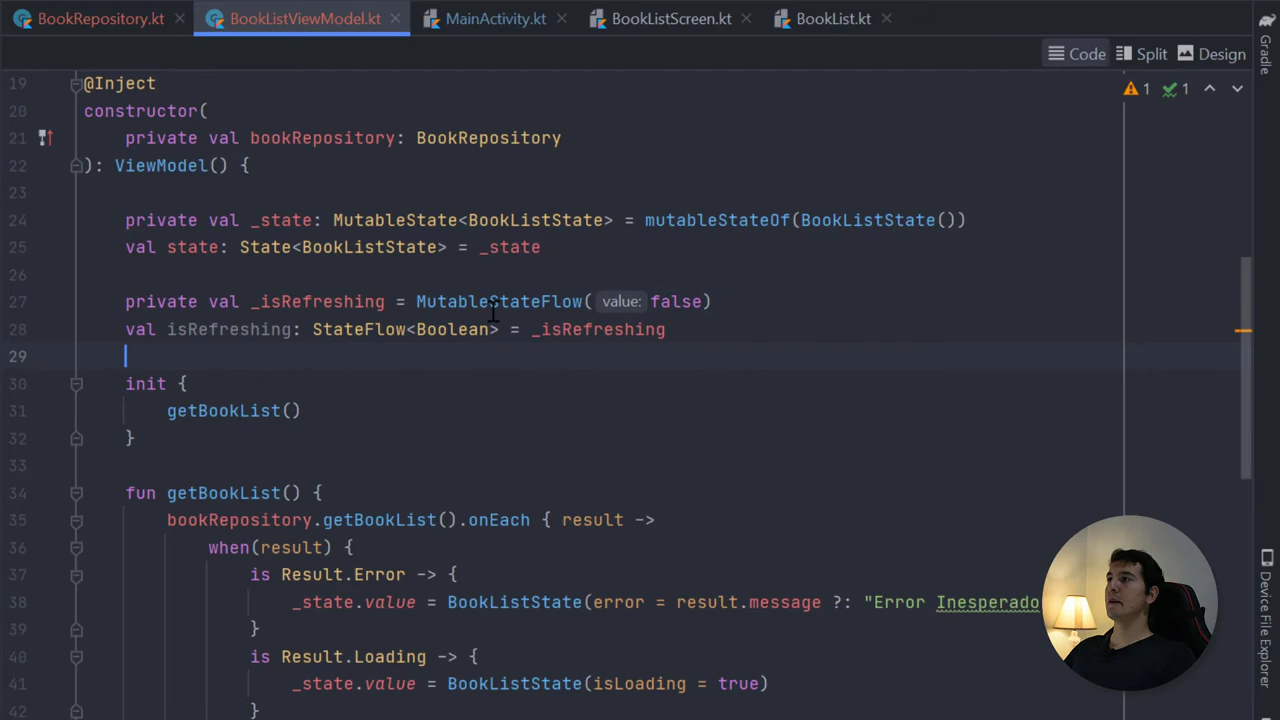 BookRepository.kt
BookListViewModel.kt
MainActivity.kt
BookListScreen.kt
BookList.kt
Code
Split
Design
Gradle
1
1
19 @Inject
20 constructor(
21 private val bookRepository: BookRepository
22 ): ViewModel() {
23
24 private val _state: MutableState<BookListState> = mutableStateOf(BookListState())
25 val state: State<BookListState> = _state
26
27 private val _isRefreshing = MutableStateFlow( value: false)
28 val isRefreshing: StateFlow<Boolean> = _isRefreshing
29
30 init {
31 getBookList()
32 }
33
34 fun getBookList() {
35 bookRepository.getBookList().onEach { result ->
36 when(result) {
37 is Result.Error -> {
38 _state.value = BookListState(error = result.message ?: "Error Inesperado
39 }
40 is Result.Loading -> {
41 _state.value = BookListState(isLoading = true)
42 }
Device File Explorer